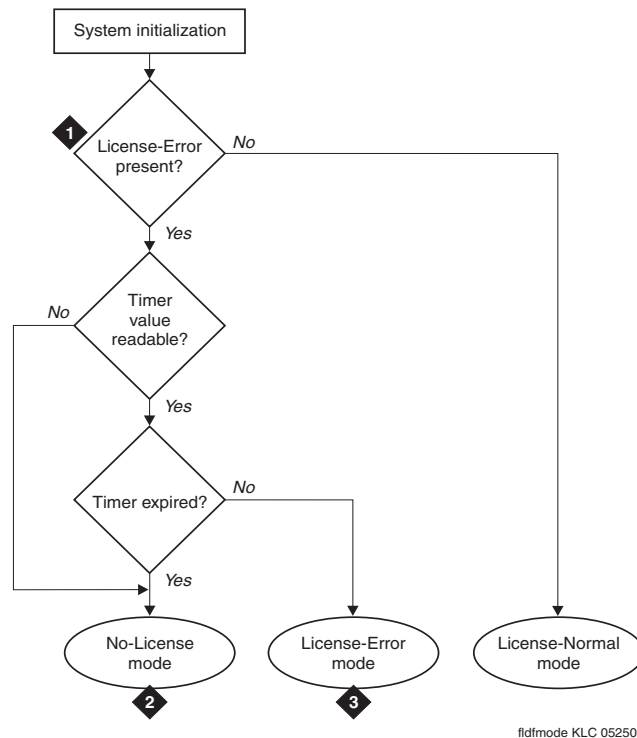 System initialization
1
License-Error
present?
No
Yes
Timer
value
readable?
No
Yes
Timer expired?
No
Yes
No-License
mode
License-Error
mode
License-Normal
mode
2
3
fldfmode KLC 05250